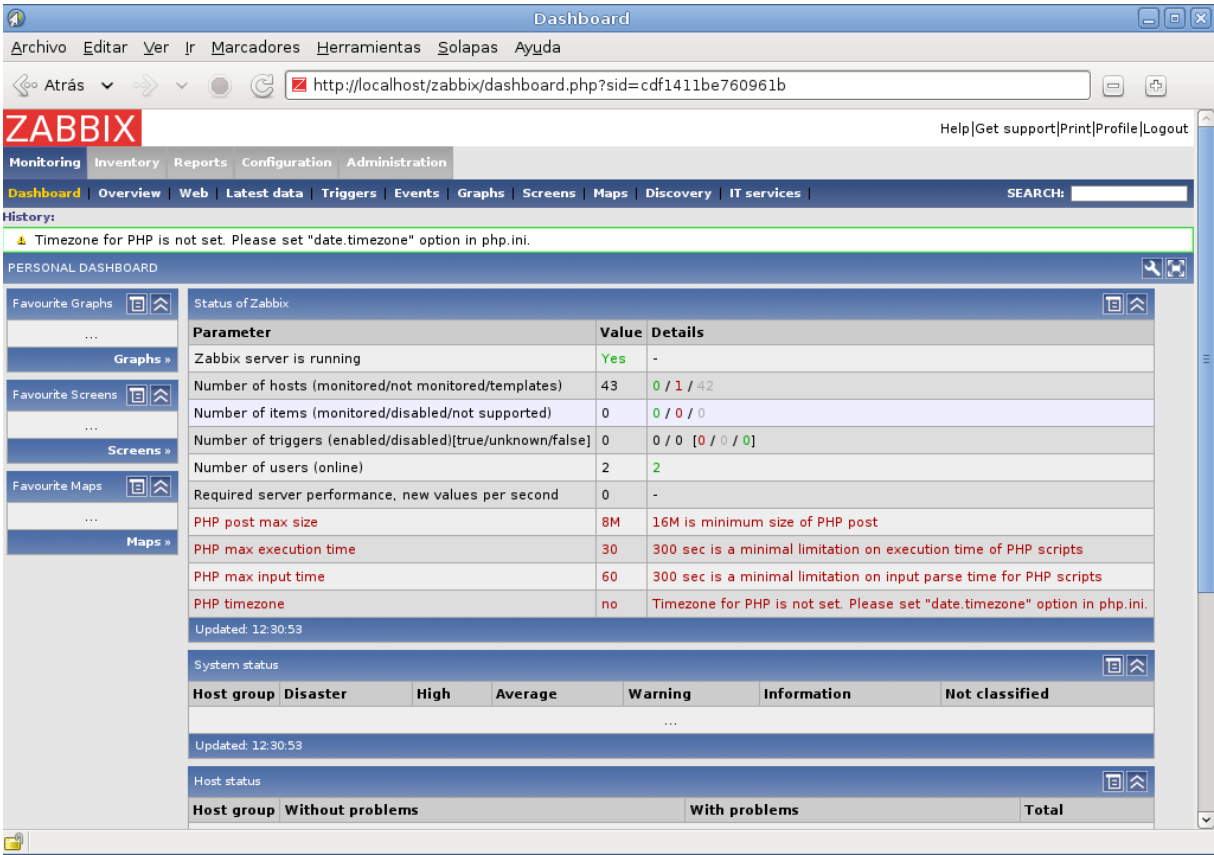 Dashboard
Archivo Editar Ver Ir Marcadores Herramientas Solapas Ayuda
Atrás http://localhost/zabbix/dashboard.php?sid=cdf1411be760961b
ZABBIX
Help|Get support|Print|Profile|Logout
Monitoring Inventory Reports Configuration Administration
Dashboard | Overview | Web | Latest data | Triggers | Events | Graphs | Screens | Maps | Discovery | IT services | SEARCH:
History:
Timezone for PHP is not set. Please set "date.timezone" option in php.ini.
PERSONAL DASHBOARD
Favourite Graphs
...
Graphs »
Favourite Screens
...
Screens »
Favourite Maps
...
Maps »
Status of Zabbix
Parameter Value Details
Zabbix server is running Yes -
Number of hosts (monitored/not monitored/templates) 43 0 / 1 / 42
Number of items (monitored/disabled/not supported) 0 0 / 0 / 0
Number of triggers (enabled/disabled)[true/unknown/false] 0 0 / 0 [0 / 0 / 0]
Number of users (online) 2 2
Required server performance, new values per second 0 -
PHP post max size 8M 16M is minimum size of PHP post
PHP max execution time 30 300 sec is a minimal limitation on execution time of PHP scripts
PHP max input time 60 300 sec is a minimal limitation on input parse time for PHP scripts
PHP timezone no Timezone for PHP is not set. Please set "date.timezone" option in php.ini.
Updated: 12:30:53
System status
Host group Disaster High Average Warning Information Not classified
...
Updated: 12:30:53
Host status
Host group Without problems With problems Total